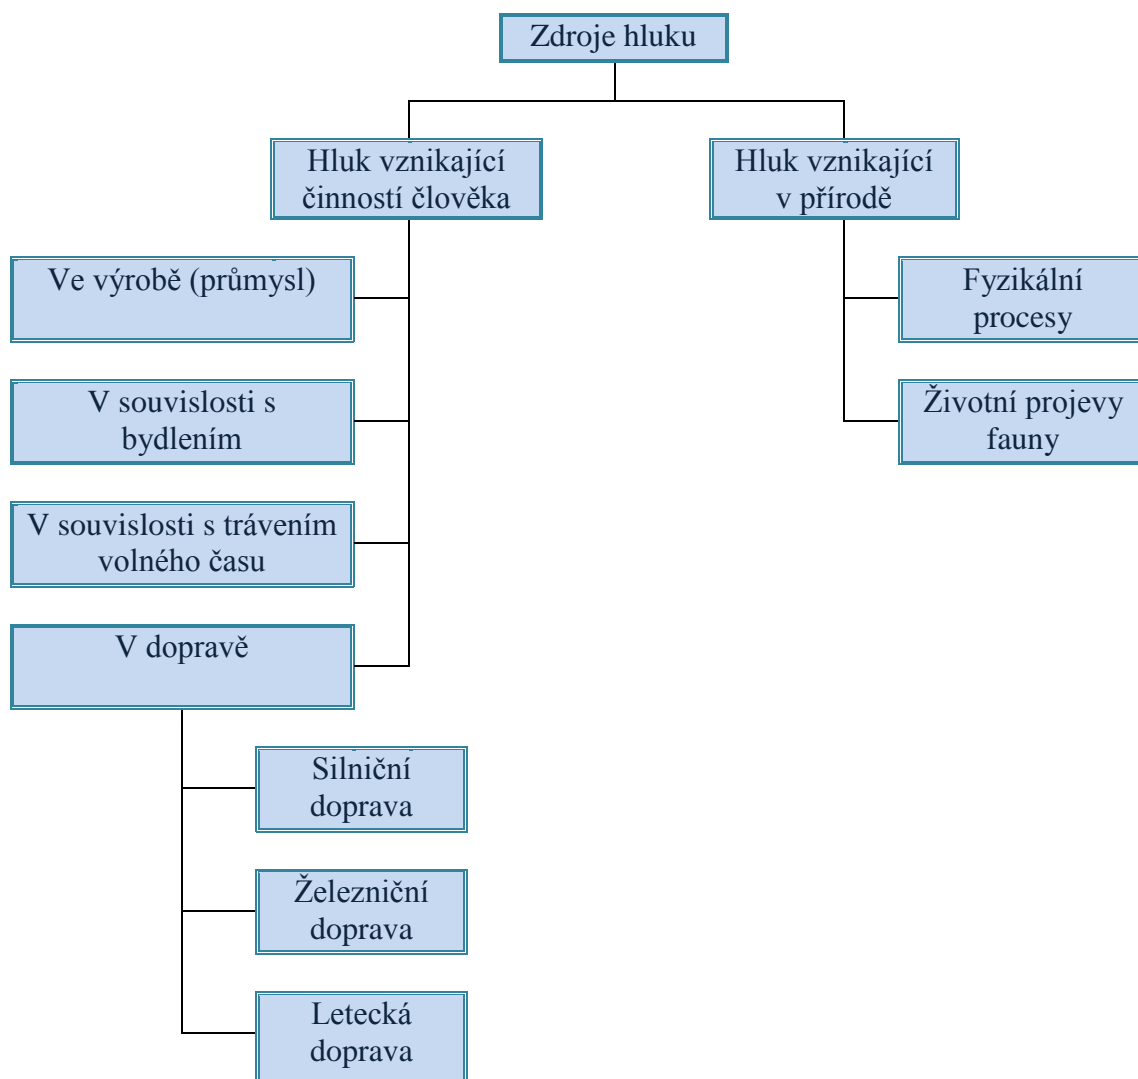 Zdroje hluku
Hluk vznikající
činností člověka
Hluk vznikající
v přírodě
Ve výrobě (průmysl)
V souvislosti s
bydlením
V souvislosti s trávením
volného času
V dopravě
Silniční
doprava
Železniční
doprava
Letecká
doprava
Fyzikální
procesy
Životní projevy
fauny